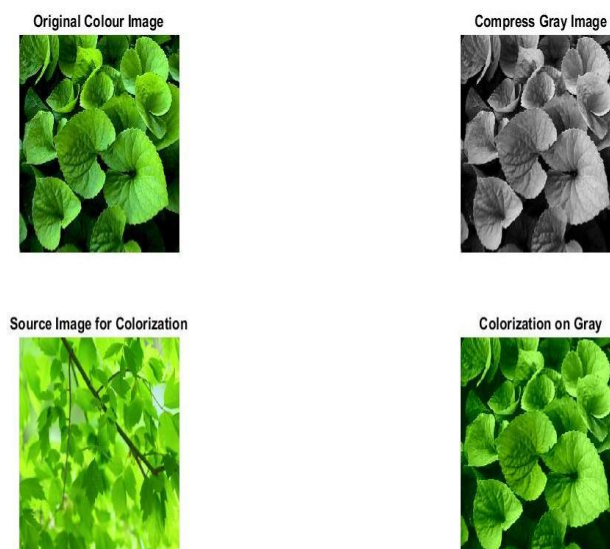 Original Colour Image
Compress Gray Image
Source Image for Colorization
Colorization on Gray